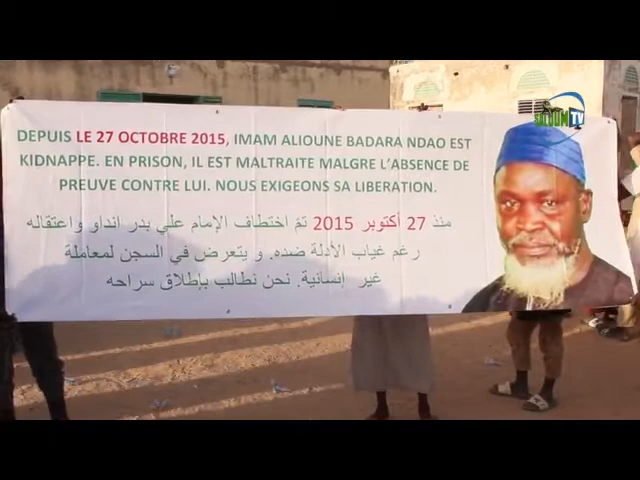 DEPUIS LE 27 OCTOBRE 2015, IMAM ALIOUNE BADARA NDAO EST
KIDNAPPE. EN PRISON, IL EST MALTRAITE MALGRE L'ABSENCE DE
PREUVE CONTRE LUI. NOUS EXIGEONS SA LIBERATION.
منذ 27 أكتوبر 2015 تمّ اختطاف الإمام علي بدر انداو واعتقاله
رغم غياب الأدلة ضده. و يتعرض في السجن لمعاملة
غير إنسانية. نحن نطالب بإطلاق سراحه
SALOUM TV